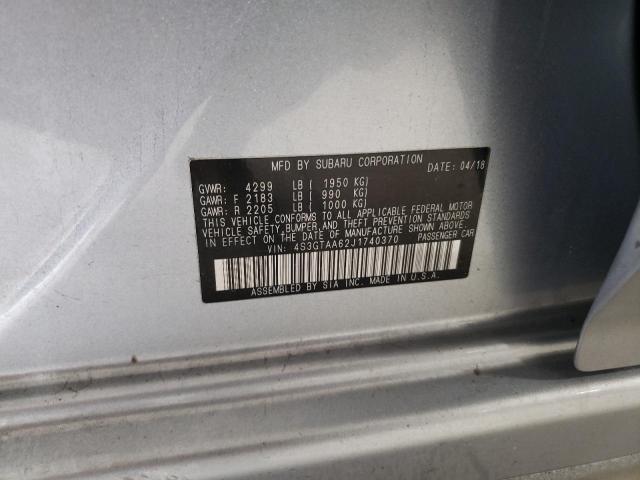 MFD BY SUBARU CORPORATION DATE: 04/18
GVWR: 4299 LB ( 1950 KG)
GAWR: F 2183 LB ( 990 KG)
GAWR: R 2205 LB ( 1000 KG)
THIS VEHICLE CONFORMS TO ALL APPLICABLE FEDERAL MOTOR
VEHICLE SAFETY, BUMPER, AND THEFT PREVENTION STANDARDS
IN EFFECT ON THE DATE OF MANUFACTURE SHOWN ABOVE.
VIN: 4S3GTAA62J1740370 PASSENGER CAR
ASSEMBLED BY SIA INC. MADE IN U.S.A.